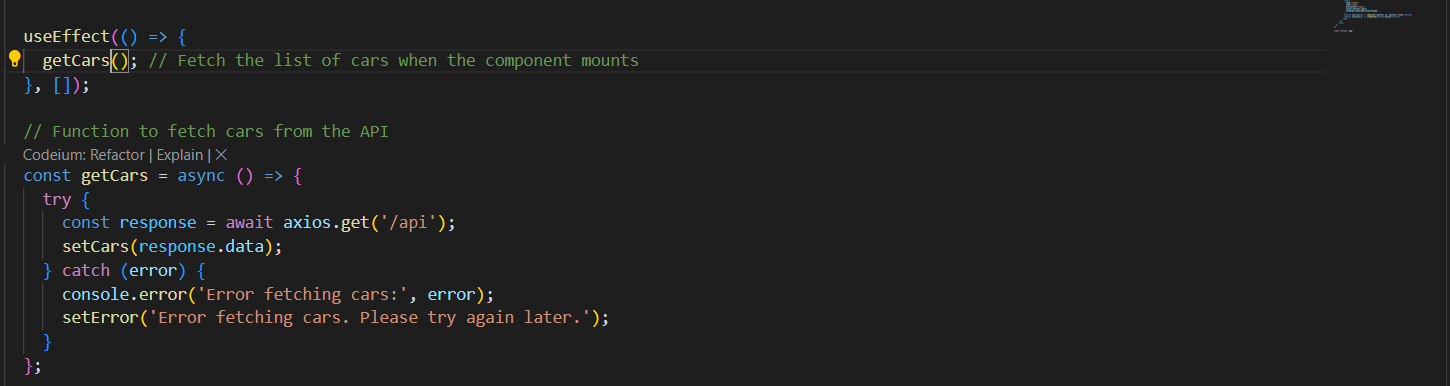 useEffect(() => {
getCars(); // Fetch the list of cars when the component mounts
}, []);
// Function to fetch cars from the API
Codeium: Refactor | Explain | ×
const getCars = async () => {
try {
const response = await axios.get('/api');
setCars(response.data);
} catch (error) {
console.error('Error fetching cars:', error);
setError('Error fetching cars. Please try again later.');
}
};